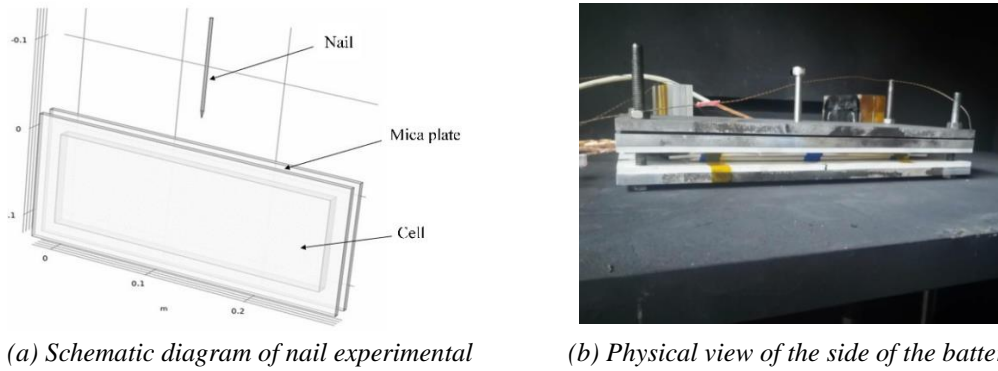 -0.1
Nail
Mica plate
0
Cell
.1
0
0.1
m
0.2
(a) Schematic diagram of nail experimental
(b) Physical view of the side of the batte